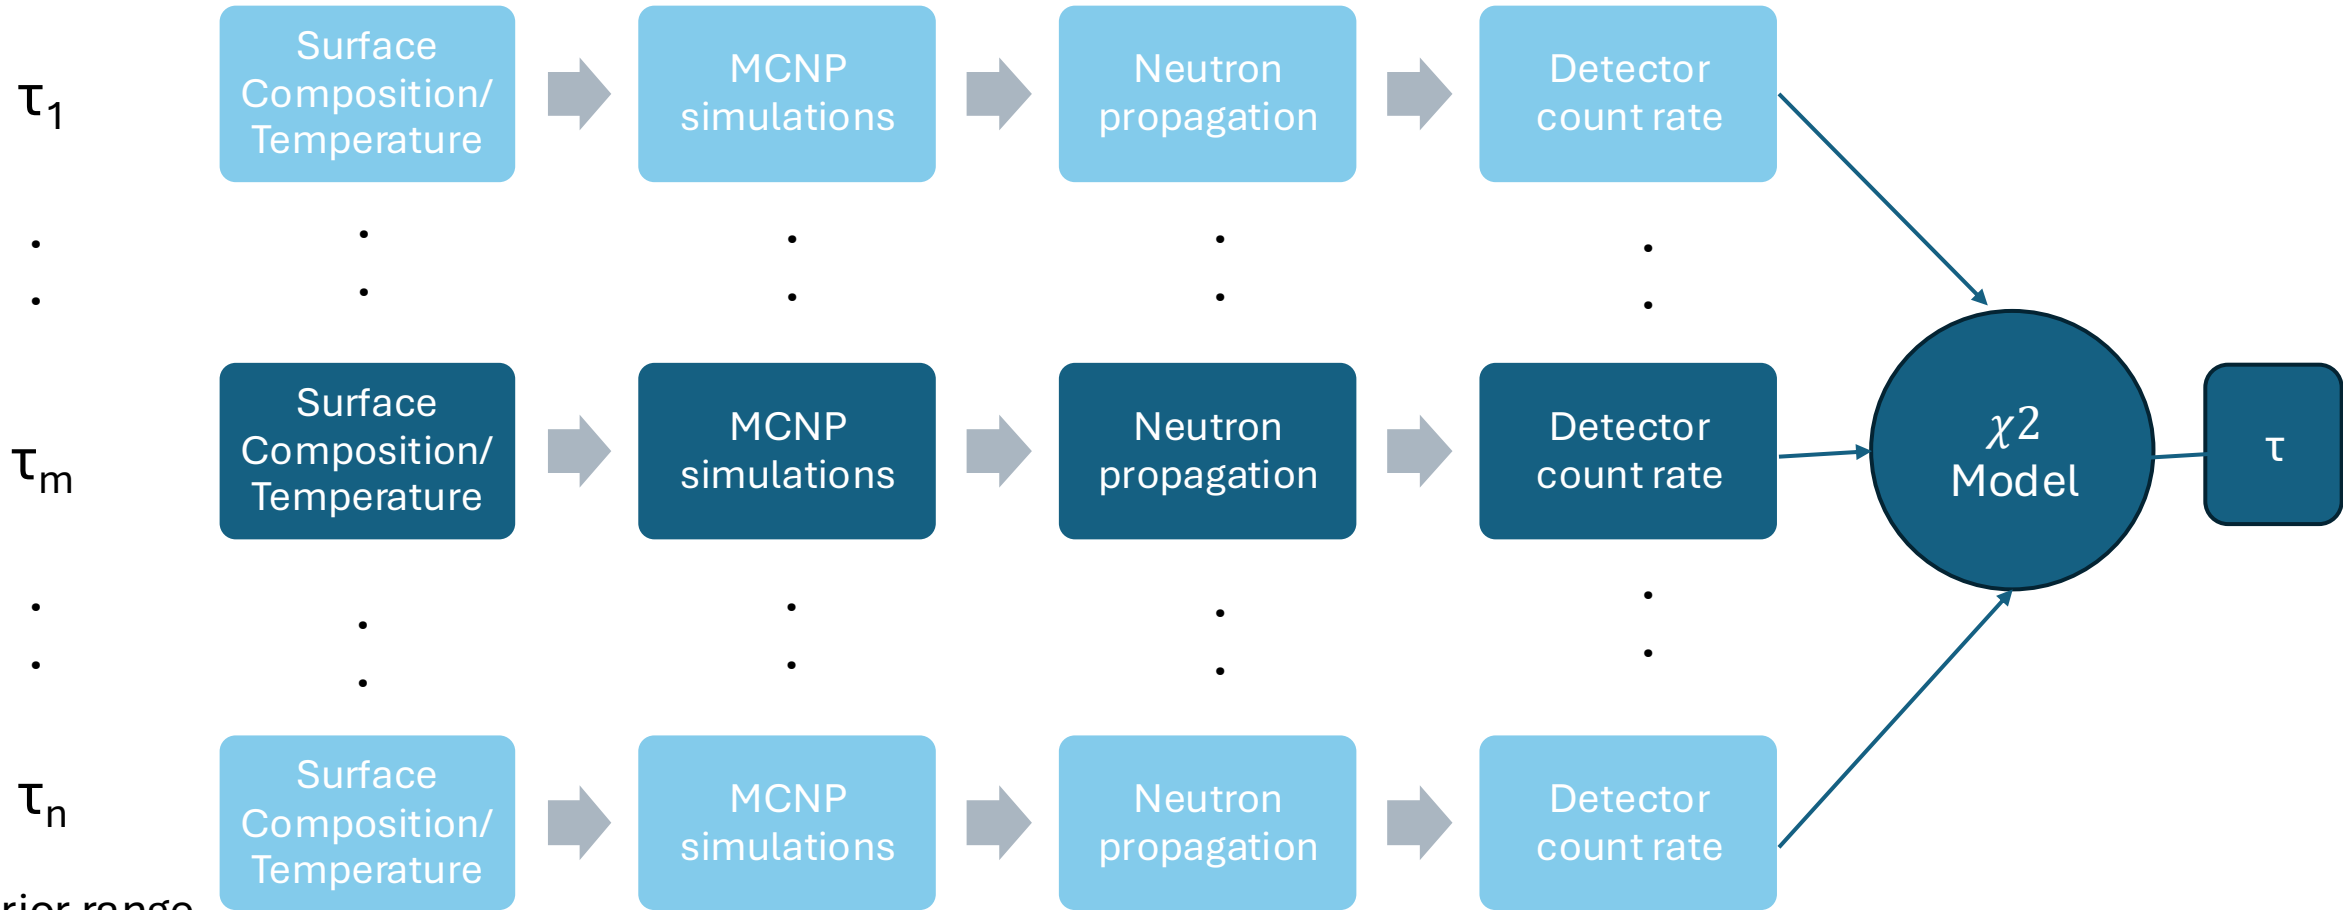 τ1
Surface
Composition/
Temperature
MCNP
simulations
Neutron
propagation
Detector
count rate
τm
Surface
Composition/
Temperature
MCNP
simulations
Neutron
propagation
Detector
count rate
χ2
Model
τ
τn
Surface
Composition/
Temperature
MCNP
simulations
Neutron
propagation
Detector
count rate
range